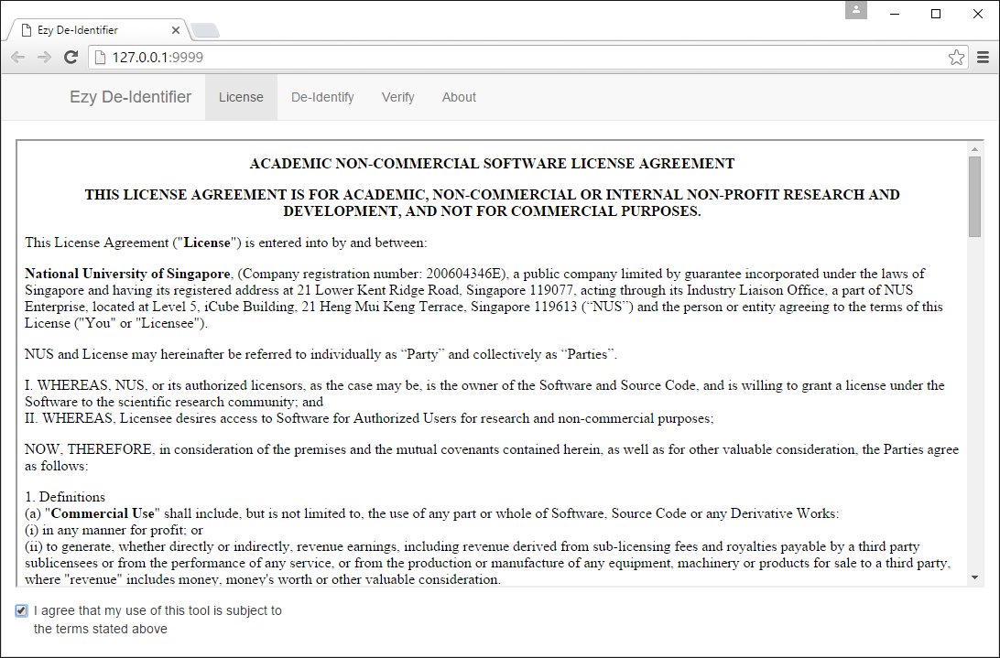 Ezy De-Identifier
127.0.0.1:9999
Ezy De-Identifier License De-Identify Verify About
ACADEMIC NON-COMMERCIAL SOFTWARE LICENSE AGREEMENT
THIS LICENSE AGREEMENT IS FOR ACADEMIC, NON-COMMERCIAL OR INTERNAL NON-PROFIT RESEARCH AND
DEVELOPMENT, AND NOT FOR COMMERCIAL PURPOSES.
This License Agreement ("License") is entered into by and between:
National University of Singapore, (Company registration number: 200604346E), a public company limited by guarantee incorporated under the laws of
Singapore and having its registered address at 21 Lower Kent Ridge Road, Singapore 119077, acting through its Industry Liaison Office, a part of NUS
Enterprise, located at Level 5, iCube Building, 21 Heng Mui Keng Terrace, Singapore 119613 (“NUS”) and the person or entity agreeing to the terms of this
License ("You" or "Licensee").
NUS and License may hereinafter be referred to individually as “Party” and collectively as “Parties”.
I. WHEREAS, NUS, or its authorized licensors, as the case may be, is the owner of the Software and Source Code, and is willing to grant a license under the
Software to the scientific research community; and
II. WHEREAS, Licensee desires access to Software for Authorized Users for research and non-commercial purposes;
NOW, THEREFORE, in consideration of the premises and the mutual covenants contained herein, as well as for other valuable consideration, the Parties agree
as follows:
1. Definitions
(a) "Commercial Use" shall include, but is not limited to, the use of any part or whole of Software, Source Code or any Derivative Works:
(i) in any manner for profit; or
(ii) to generate, whether directly or indirectly, revenue earnings, including revenue derived from sub-licensing fees and royalties payable by a third party
sublicensees or from the performance of any service, or from the production or manufacture of any equipment, machinery or products for sale to a third party,
where "revenue" includes money, money's worth or other valuable consideration.
I agree that my use of this tool is subject to
the terms stated above